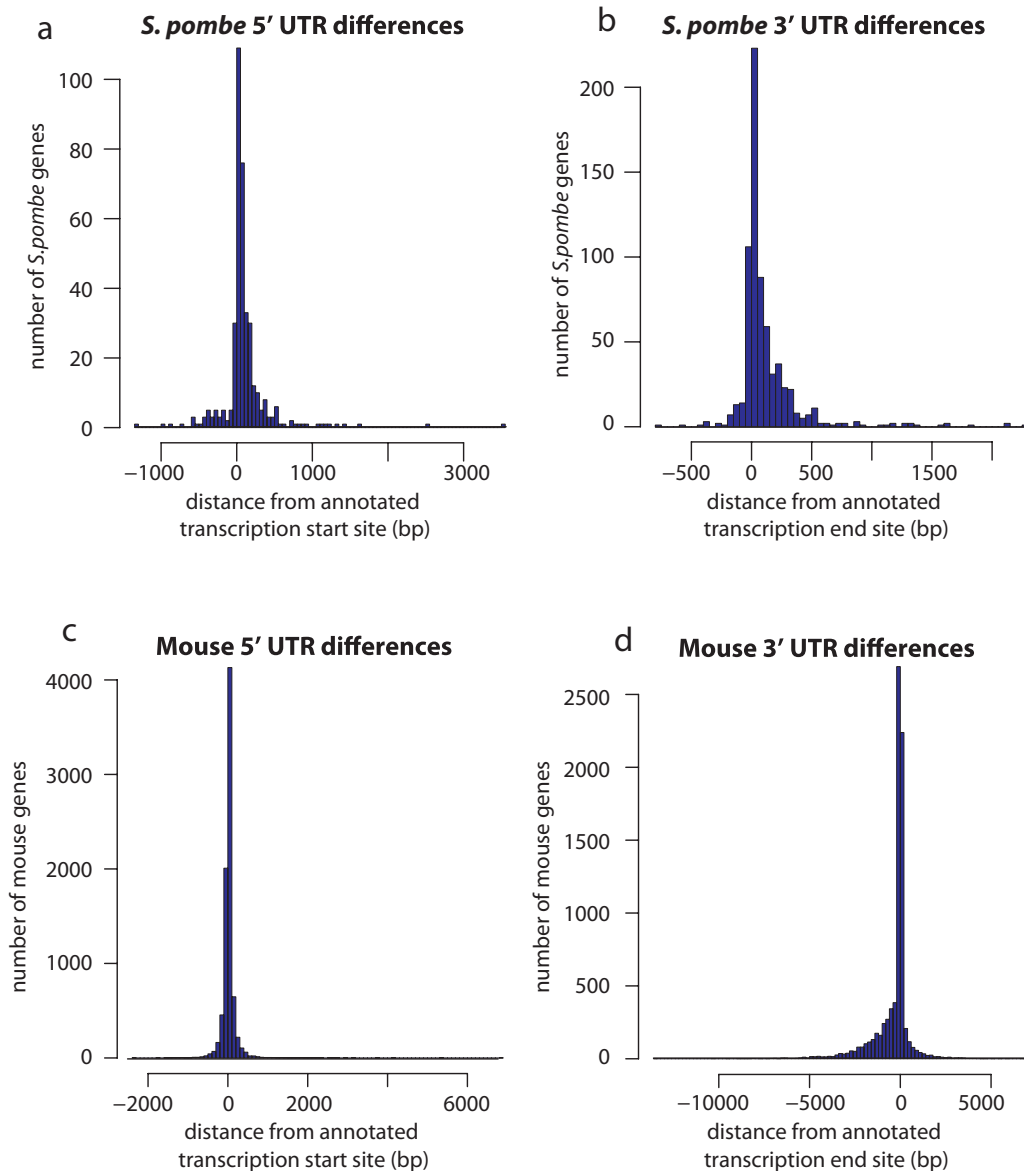 a
S. pombe 5′ UTR differences
number of S.pombe genes
100
80
60
40
20
0
−1000 0 1000 3000
distance from annotated
transcription start site (bp)
b
S. pombe 3′ UTR differences
number of S.pombe genes
200
150
100
50
0
−500 0 500 1500
distance from annotated
transcription end site (bp)
c
Mouse 5′ UTR differences
number of mouse genes
4000
3000
2000
1000
0
−2000 0 2000 6000
distance from annotated
transcription start site (bp)
d
Mouse 3′ UTR differences
number of mouse genes
2500
2000
1500
1000
500
0
−10000 −5000 0 5000
distance from annotated
transcription end site (bp)